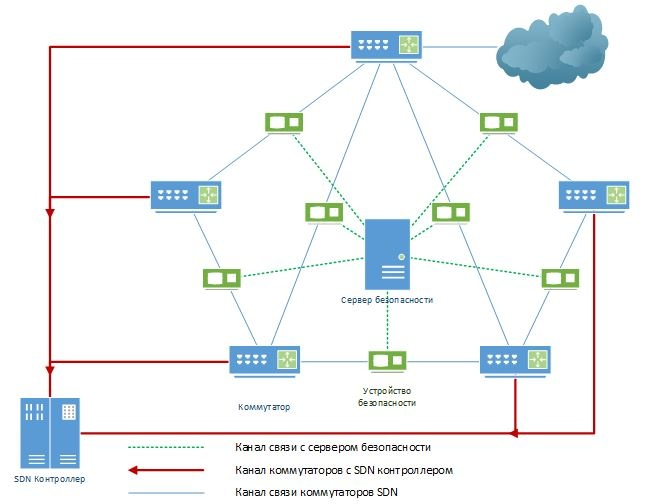 Сервер безопасности
Устройство
безопасности
Коммутатор
SDN Контроллер
Канал связи с сервером безопасности
Канал коммутаторов с SDN контроллером
Канал связи коммутаторов SDN